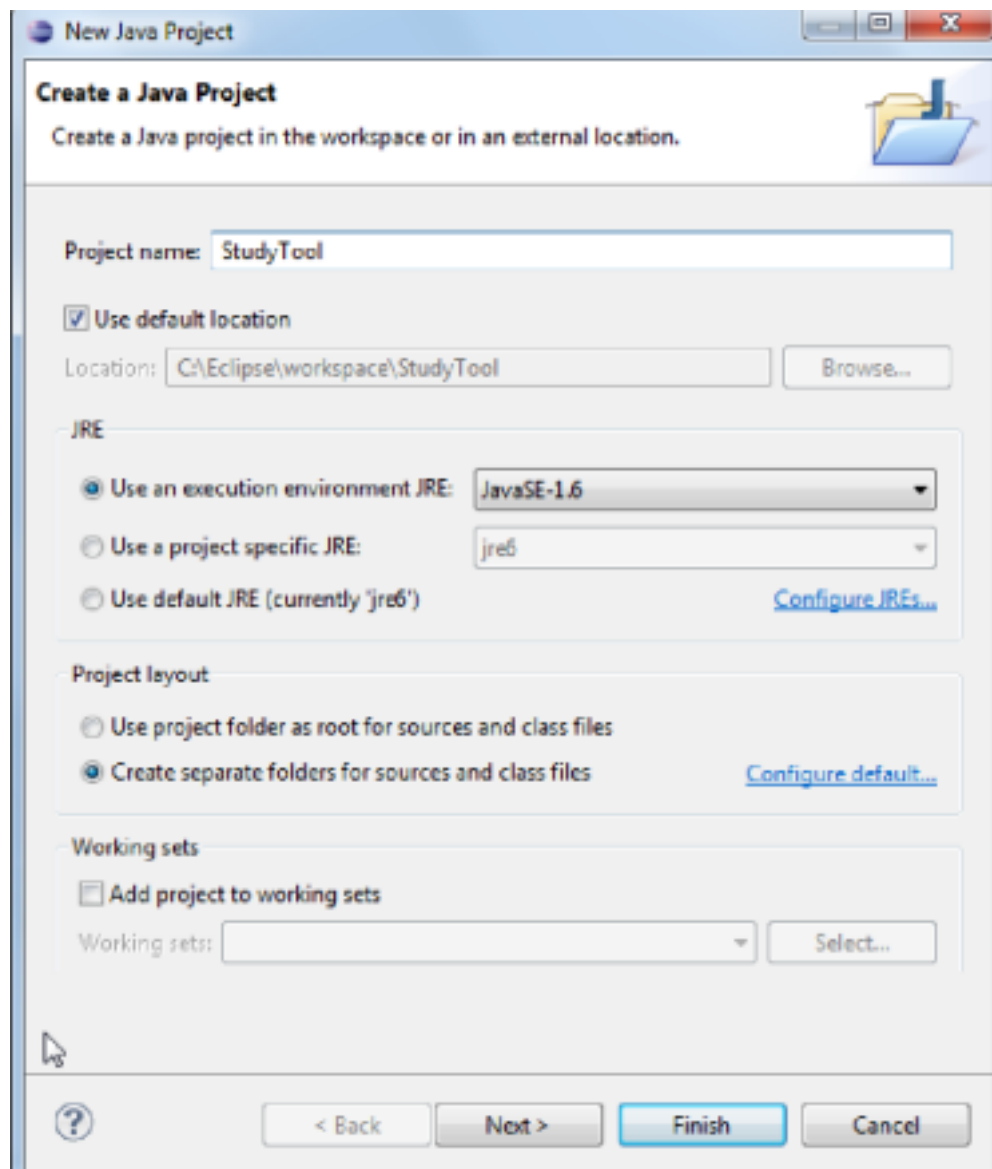 New Java Project
Create a Java Project
Create a Java project in the workspace or in an external location.
Project name: StudyTool
Use default location
Location: C:\Eclipse\workspace\StudyTool Browse...
JRE
Use an execution environment JRE: JavaSE-1.6
Use a project specific JRE: jre6
Use default JRE (currently 'jre6') Configure JREs...
Project layout
Use project folder as root for sources and class files
Create separate folders for sources and class files Configure default...
Working sets
Add project to working sets
Working sets: Select...
? < Back Next > Finish Cancel